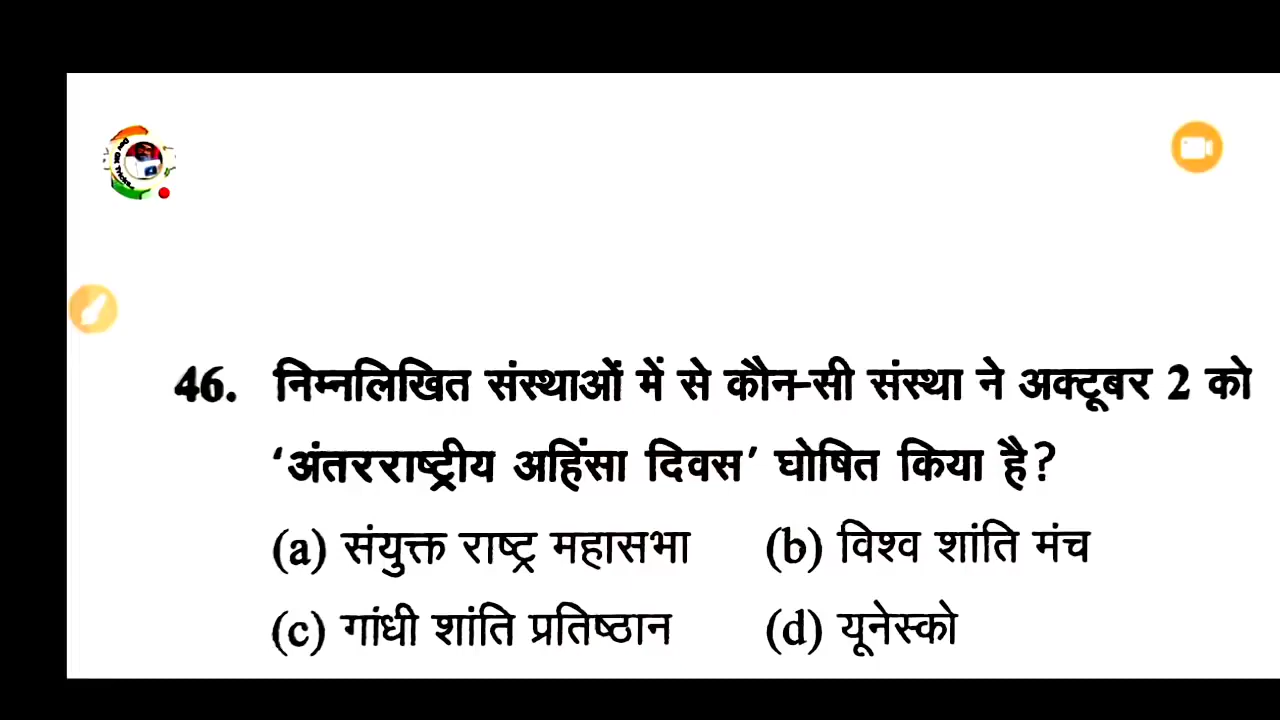 46. निम्नलिखित संस्थाओं में से कौन-सी संस्था ने अक्टूबर 2 को
‘अंतरराष्ट्रीय अहिंसा दिवस’ घोषित किया है?
(a) संयुक्त राष्ट्र महासभा (b) विश्व शांति मंच
(c) गांधी शांति प्रतिष्ठान (d) यूनेस्को